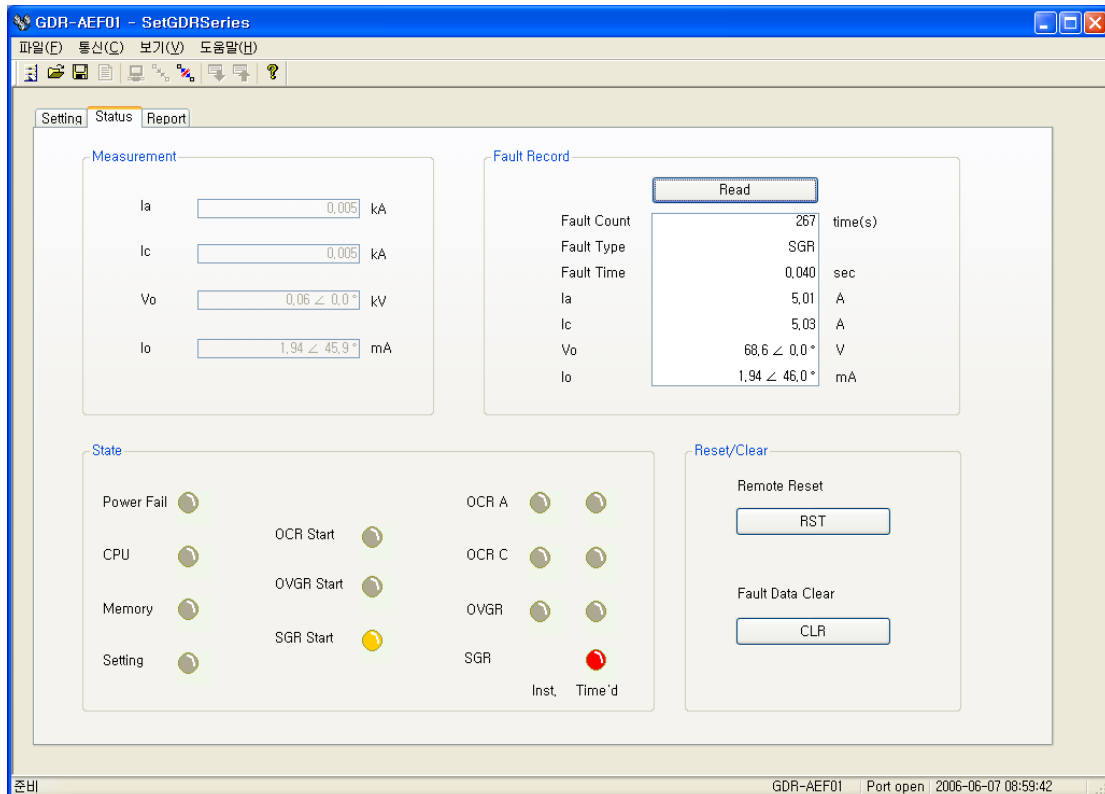 GDR-AEF01 - SetGDRSeries
파일(F) 통신(C) 보기(V) 도움말(H)
Setting Status Report
Measurement
Ia 0,005 kA
Ic 0,005 kA
Vo 0,06 ∠ 0,0 ° kV
Io 1,94 ∠ 45,9 ° mA
Fault Record
Read
Fault Count 267 time(s)
Fault Type SGR
Fault Time 0,040 sec
Ia 5,01 A
Ic 5,03 A
Vo 68,6 ∠ 0,0 ° V
Io 1,94 ∠ 46,0 ° mA
State
Power Fail
CPU
Memory
Setting
OCR Start
OVGR Start
SGR Start
OCR A
OCR C
OVGR
SGR
Inst, Time'd
Reset/Clear
Remote Reset
RST
Fault Data Clear
CLR
준비 GDR-AEF01 Port open 2006-06-07 08:59:42